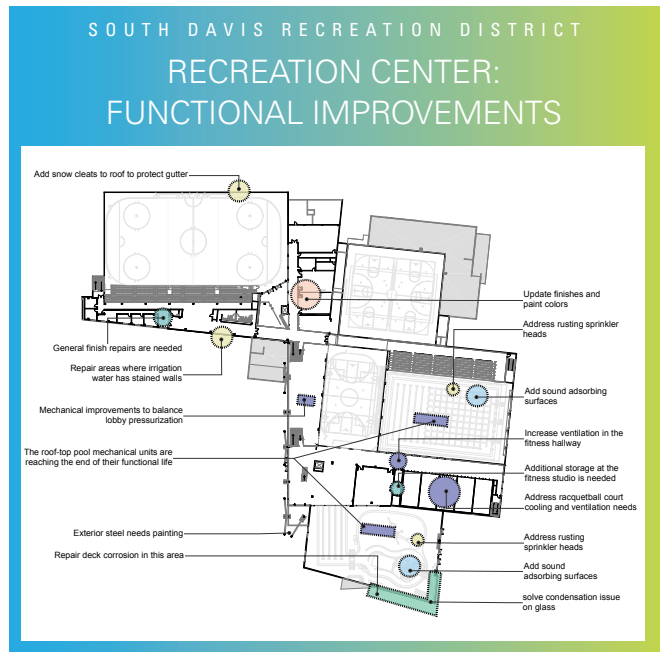 SOUTH DAVIS RECREATION DISTRICT
RECREATION CENTER:
FUNCTIONAL IMPROVEMENTS
Add snow cleats to roof to protect gutter
General finish repairs are needed
Repair areas where irrigation
water has stained walls
Mechanical improvements to balance
lobby pressurization
The roof-top pool mechanical units are
reaching the end of their functional life
Exterior steel needs painting
Repair deck corrosion in this area
Update finishes and
paint colors
Address rusting sprinkler
heads
Add sound adsorbing
surfaces
Increase ventilation in the
fitness hallway
Additional storage at the
fitness studio is needed
Address racquetball court
cooling and ventilation needs
Address rusting
sprinkler heads
Add sound
adsorbing surfaces
solve condensation issue
on glass